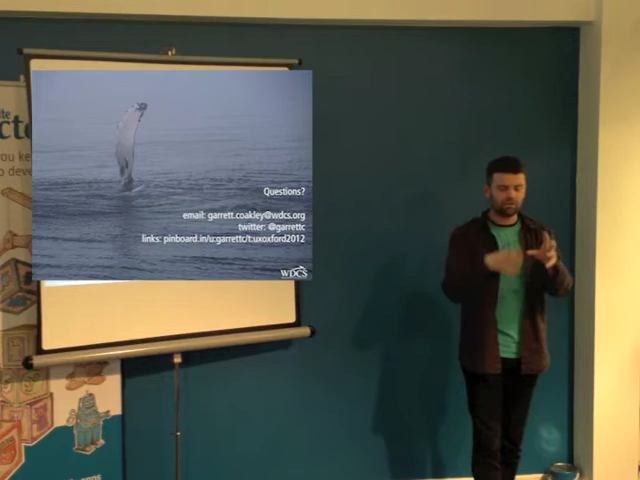 Questions?
email: garrett.coakley@wdcs.org
twitter: @garrettc
links: pinboard.in/u:garrettc/t:uxoxford2012
WDCS